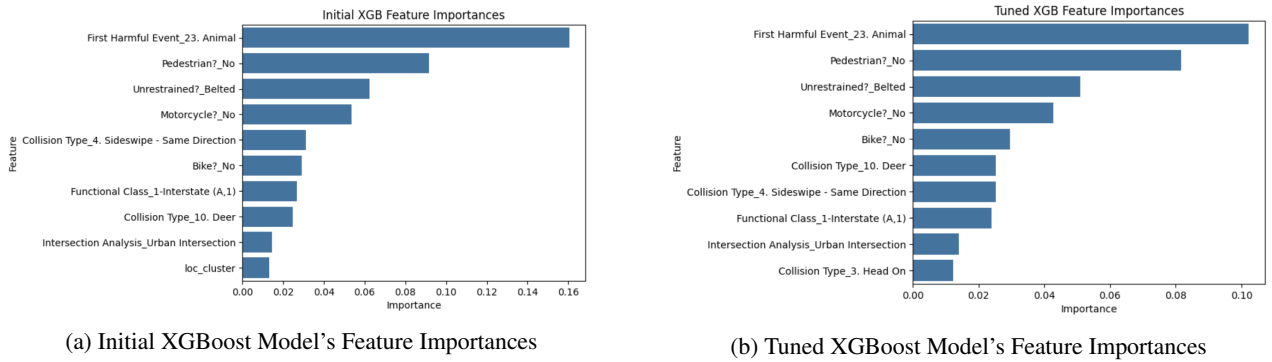 Initial XGB Feature Importances
First Harmful Event_23. Animal
Pedestrian?_No
Unrestrained?_Belted
Motorcycle?_No
Collision Type_4. Sideswipe - Same Direction
Bike?_No
Functional Class_1-Interstate (A,1)
Collision Type_10. Deer
Intersection Analysis_Urban Intersection
loc_cluster
Feature
0.00 0.02 0.04 0.06 0.08 0.10 0.12 0.14 0.16
Importance
(a) Initial XGBoost Model's Feature Importances
Tuned XGB Feature Importances
First Harmful Event_23. Animal
Pedestrian?_No
Unrestrained?_Belted
Motorcycle?_No
Bike?_No
Collision Type_10. Deer
Collision Type_4. Sideswipe - Same Direction
Functional Class_1-Interstate (A,1)
Intersection Analysis_Urban Intersection
Collision Type_3. Head On
Feature
0.00 0.02 0.04 0.06 0.08 0.10
Importance
(b) Tuned XGBoost Model's Feature Importances